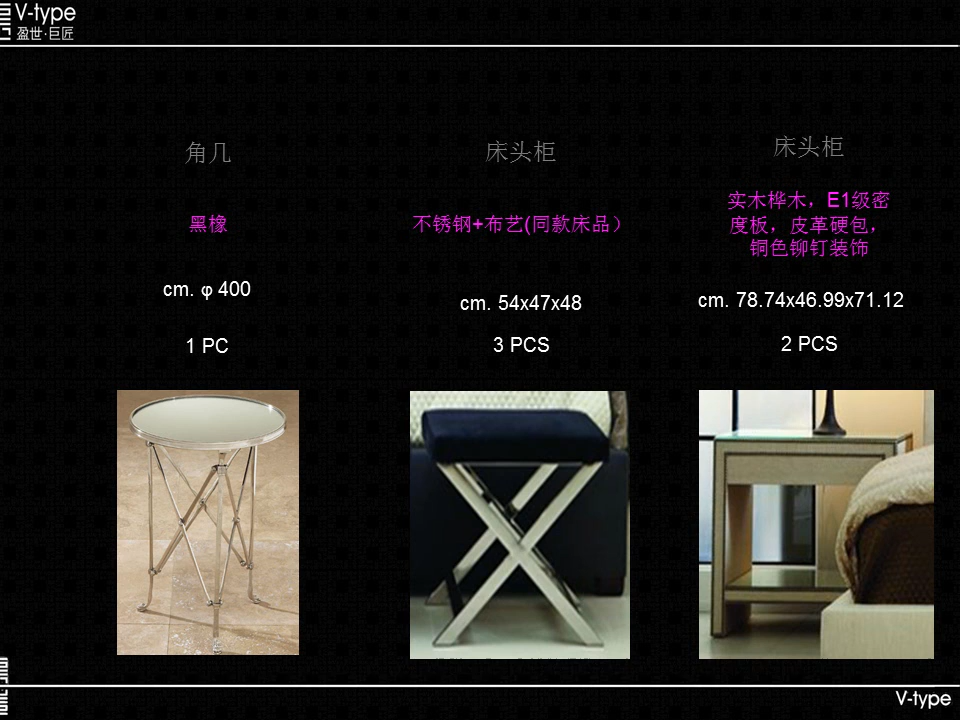 V-type
盈世·巨匠
角几
黑橡
cm. φ 400
1 PC
床头柜
不锈钢+布艺(同款床品）
cm. 54x47x48
3 PCS
床头柜
实木桦木，E1级密
度板，皮革硬包，
铜色铆钉装饰
cm. 78.74x46.99x71.12
2 PCS
V-type